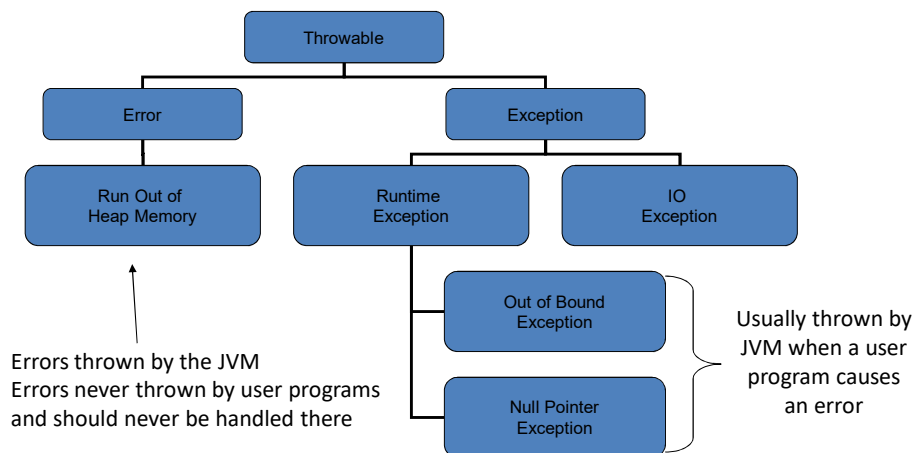 Throwable
Error
Exception
Run Out of
Heap Memory
Runtime
Exception
IO
Exception
Out of Bound
Exception
Null Pointer
Exception
Usually thrown by
JVM when a user
program causes
an error
Errors thrown by the JVM
Errors never thrown by user programs
and should never be handled there